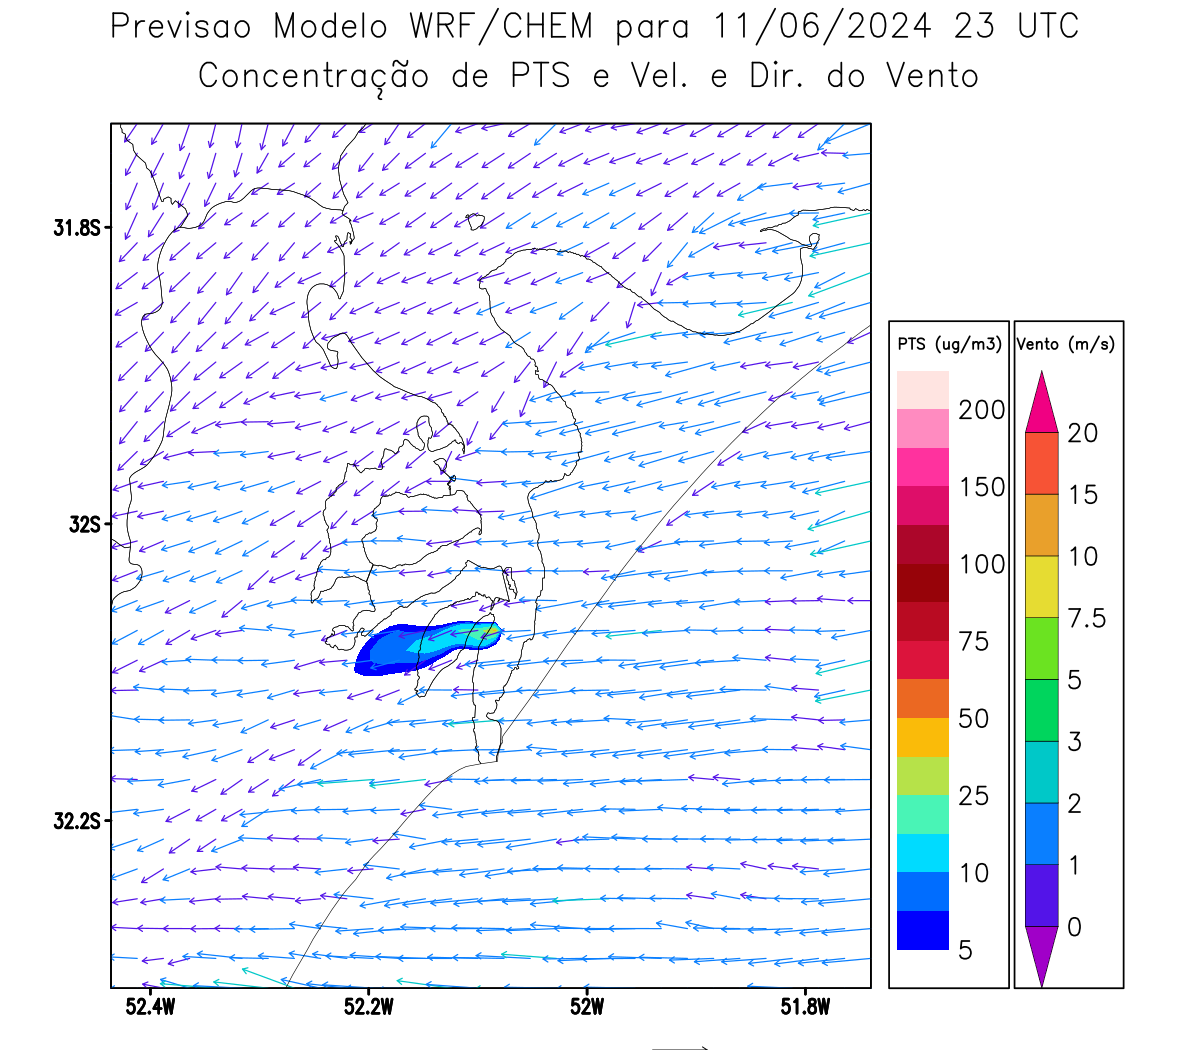 Previsao Modelo WRF/CHEM para 11/06/2024 23 UTC
Concentração de PTS e Vel. e Dir. do Vento
31.8S
32S
32.2S
52.4W
52.2W
52W
51.8W
PTS (ug/m3)
200
150
100
75
50
25
10
5
Vento (m/s)
20
15
10
7.5
5
3
2
1
0